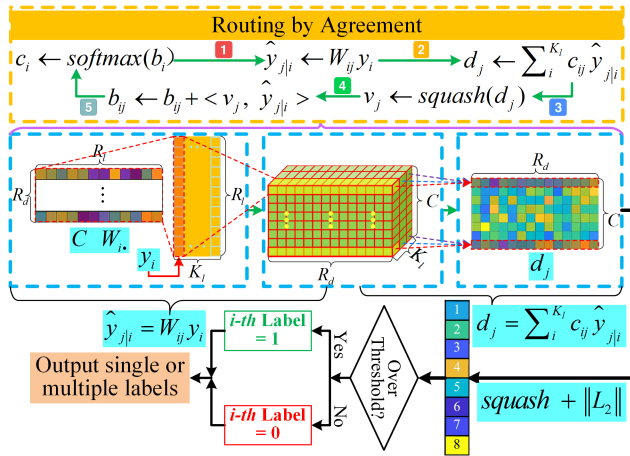 Routing by Agreement
c_i ← softmax(b_i) 1 ŷ_{j|i} ← W_{ij} y_i 2 d_j ← ∑_i^{K_l} c_{ij} ŷ_{j|i}
5 b_{ij} ← b_{ij} + < v_j, ŷ_{j|i} > 4 v_j ← squash(d_j) 3
R_l
R_d
⋮
C W_{i•}
y_i
R_l
K_l
C
K_l
R_d
R_d
C
d_j
ŷ_{j|i} = W_{ij} y_i
d_j = ∑_i^{K_l} c_{ij} ŷ_{j|i}
squash + ‖L_2‖
1
2
3
4
5
6
7
8
Over
Threshold?
Yes
No
i-th Label
= 1
i-th Label
= 0
Output single or
multiple labels